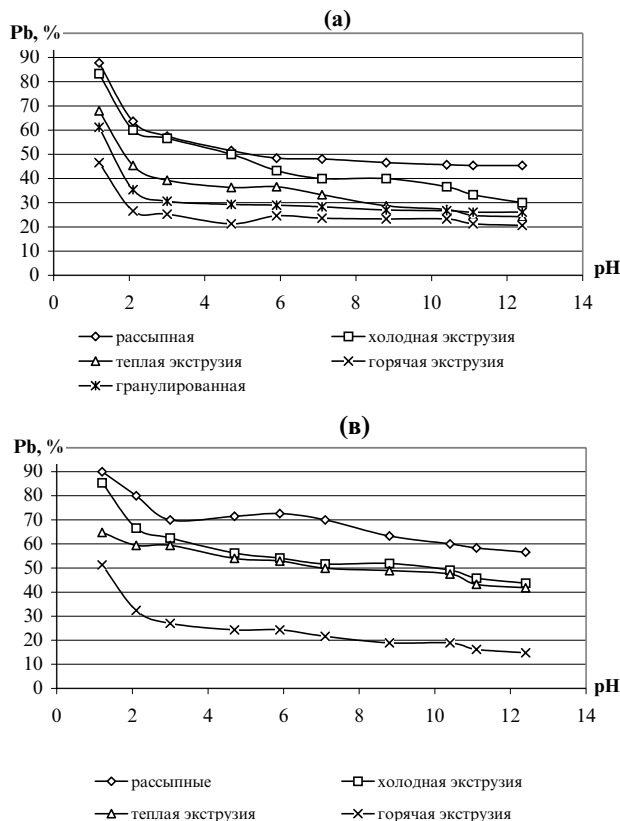 (а)
Pb, %
90
80
70
60
50
40
30
20
10
0
pH
0 2 4 6 8 10 12 14
рассыпная холодная экструзия
теплая экструзия горячая экструзия
гранулированная
(в)
Pb, %
90
80
70
60
50
40
30
20
10
0
pH
0 2 4 6 8 10 12 14
рассыпные холодная экструзия
теплая экструзия горячая экструзия